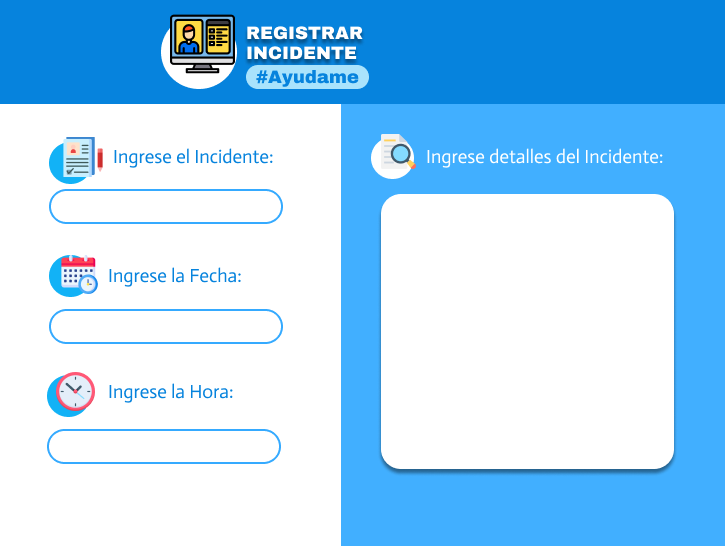 REGISTRAR
INCIDENTE
#Ayudame
Ingrese el Incidente:
Ingrese detalles del Incidente:
Ingrese la Fecha:
Ingrese la Hora: